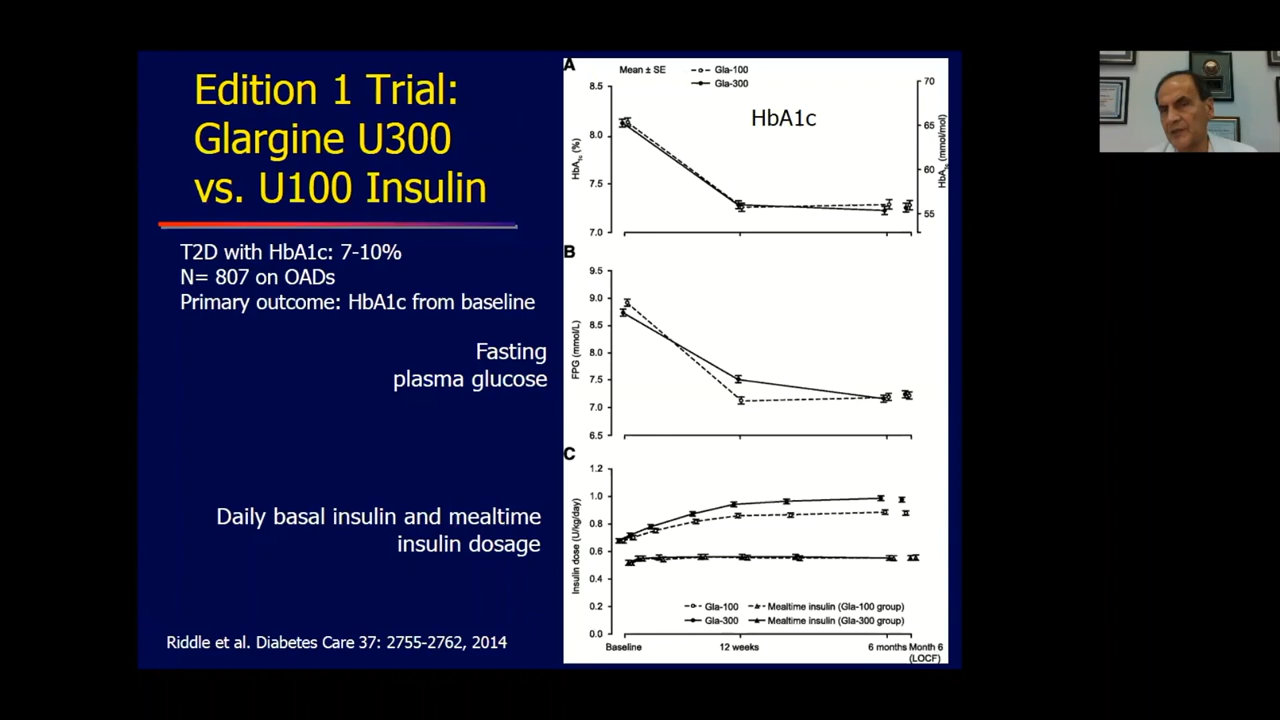 Edition 1 Trial:
Glargine U300
vs. U100 Insulin
T2D with HbA1c: 7-10%
N= 807 on OADs
Primary outcome: HbA1c from baseline
Fasting
plasma glucose
Daily basal insulin and mealtime
insulin dosage
Riddle et al. Diabetes Care 37: 2755-2762, 2014
A
Mean ± SE
Gla-100
Gla-300
HbA1c
HbA1c (%)
8.5
8.0
7.5
7.0
70
65
60
55
HbA1c (mmol/mol)
B
FPG (mmol/L)
9.5
9.0
8.5
8.0
7.5
7.0
6.5
C
Insulin dose (U/kg/day)
1.2
1.0
0.8
0.6
0.4
0.2
0.0
Gla-100 Mealtime insulin (Gla-100 group)
Gla-300 Mealtime insulin (Gla-300 group)
Baseline 12 weeks 6 months Month 6
(LOCF)